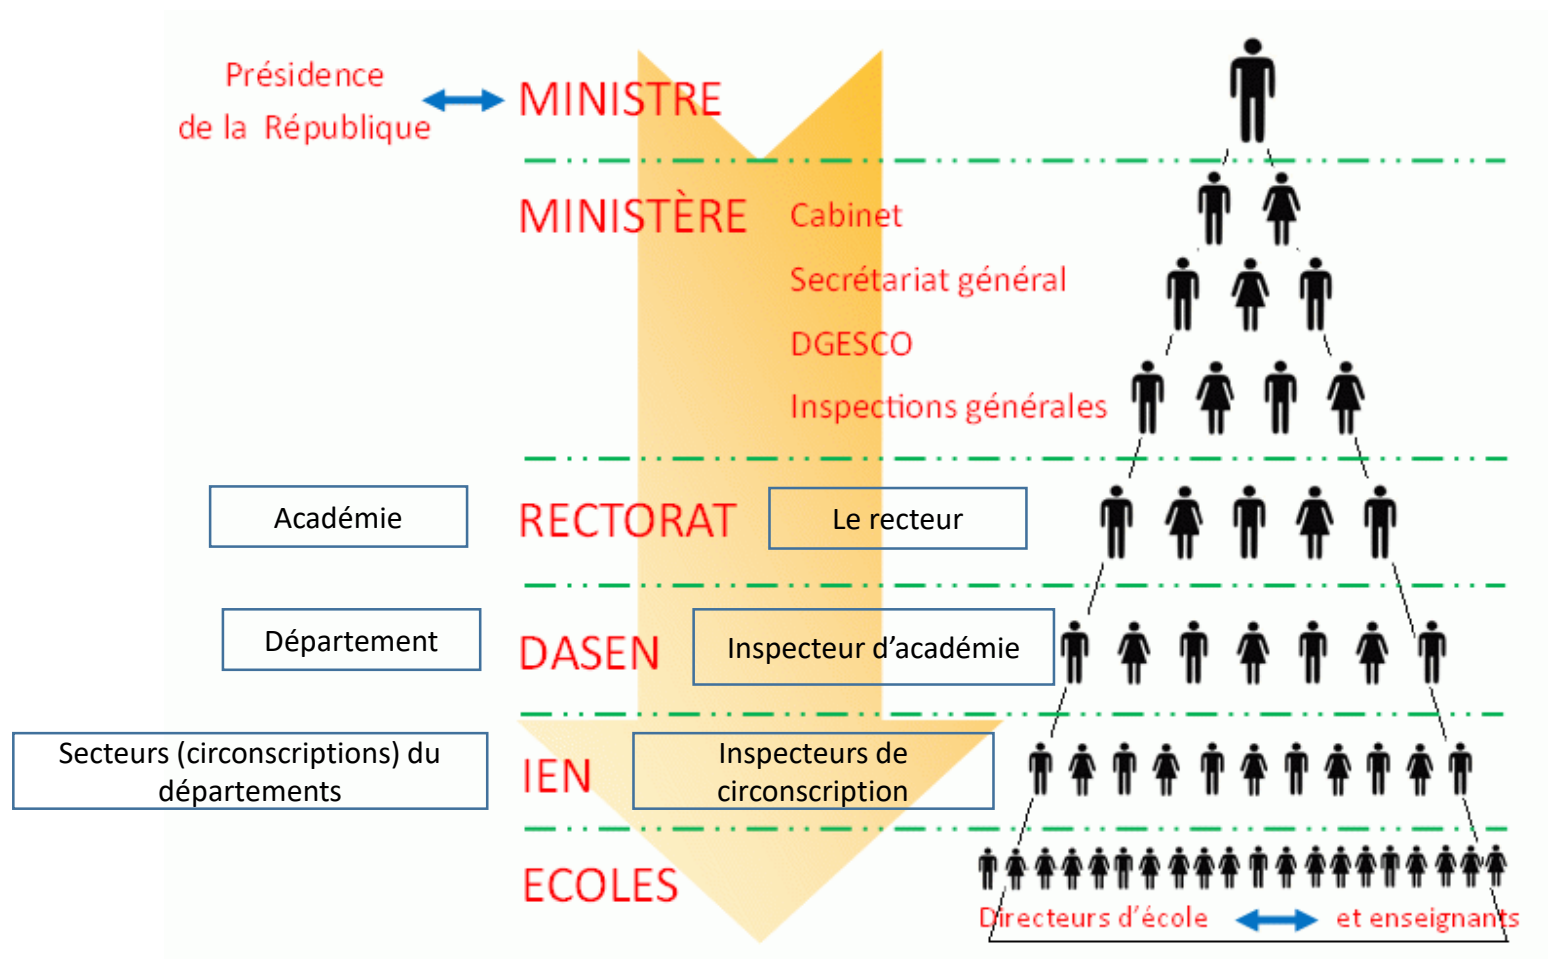 Présidence
de la République
MINISTRE
MINISTÈRE
Cabinet
Secrétariat général
DGESCO
Inspections générales
Académie
RECTORAT
Le recteur
Département
DASEN
Inspecteur d’académie
Secteurs (circonscriptions) du
départements
IEN
Inspecteurs de
circonscription
ECOLES
Directeurs d’école et enseignants